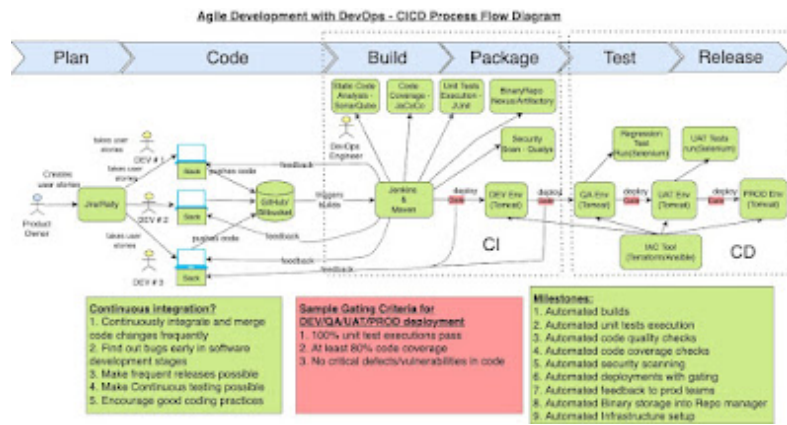 Agile Development with DevOps - CICD Process Flow Diagram
Plan
Code
Build
Package
Test
Release
Static Code
Analysis -
SonarQube
Code
Coverage -
JaCoCo
Unit Tests
Execution -
JUnit
BinaryRepo
Nexus/Artifactory
Security
Scan - Qualys
DevOps
Engineer
Regression
Test
Run(Selenium)
UAT Tests
run(Selenium)
takes user
stories
DEV # 1
Slack
pushes code
feedback
Creates
user stories
takes user
stories
Product
Owner
Jira/Rally
DEV # 2
Slack
GitHub/
Bitbucket
triggers
builds
Jenkins
&
Maven
deploy
Code
DEV Env
(Tomcat)
deploy
Code
QA Env
(Tomcat)
deploy
Code
UAT Env
(Tomcat)
deploy
Code
PROD Env
(Tomcat)
takes user
stories
pushes code
feedback
DEV # 3
Slack
feedback
feedback
CI
IAC Tool
(Terraform/Ansible)
CD
Continuous integration?
1. Continuously integrate and merge
code changes frequently
2. Find out bugs early in software
development stages
3. Make frequent releases possible
4. Make Continuous testing possible
5. Encourage good coding practices
Sample Gating Criteria for
DEV/QA/UAT/PROD deployment
1. 100% unit test executions pass
2. At least 80% code coverage
3. No critical defects/vulnerabilities in code
Milestones:
1. Automated builds
2. Automated unit tests execution
3. Automated code quality checks
4. Automated code coverage checks
5. Automated security scanning
6. Automated deployments with gating
7. Automated feedback to prod teams
8. Automated Binary storage into Repo manager
9. Automated Infrastructure setup